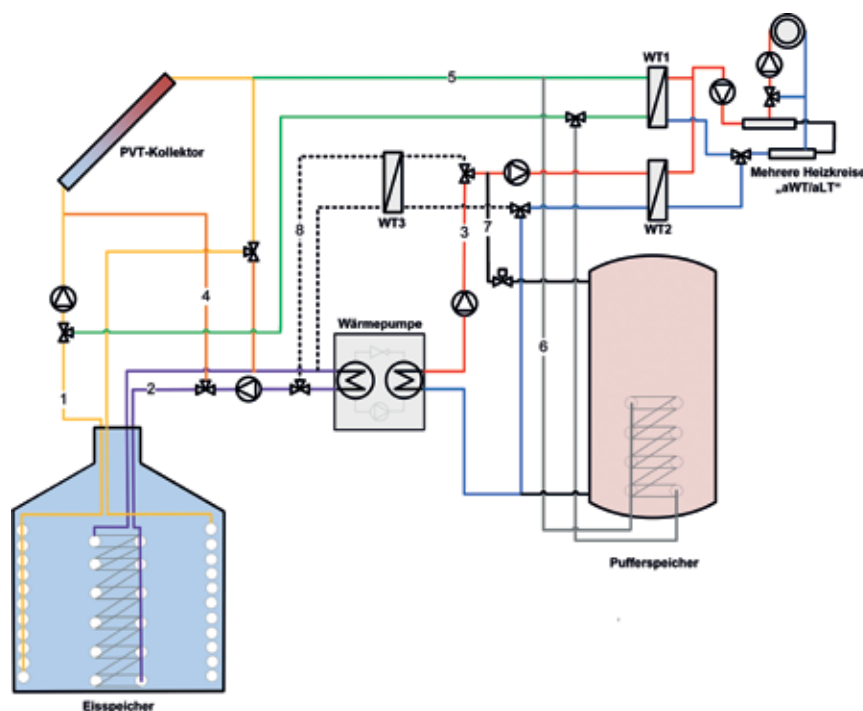 WT1
5
PVT-Kollektor
Mehrere Heizkreise
„aWT/aLT“
WT3
WT2
8
3
7
4
Wärmepumpe
6
1
2
Pufferspeicher
Eisspeicher